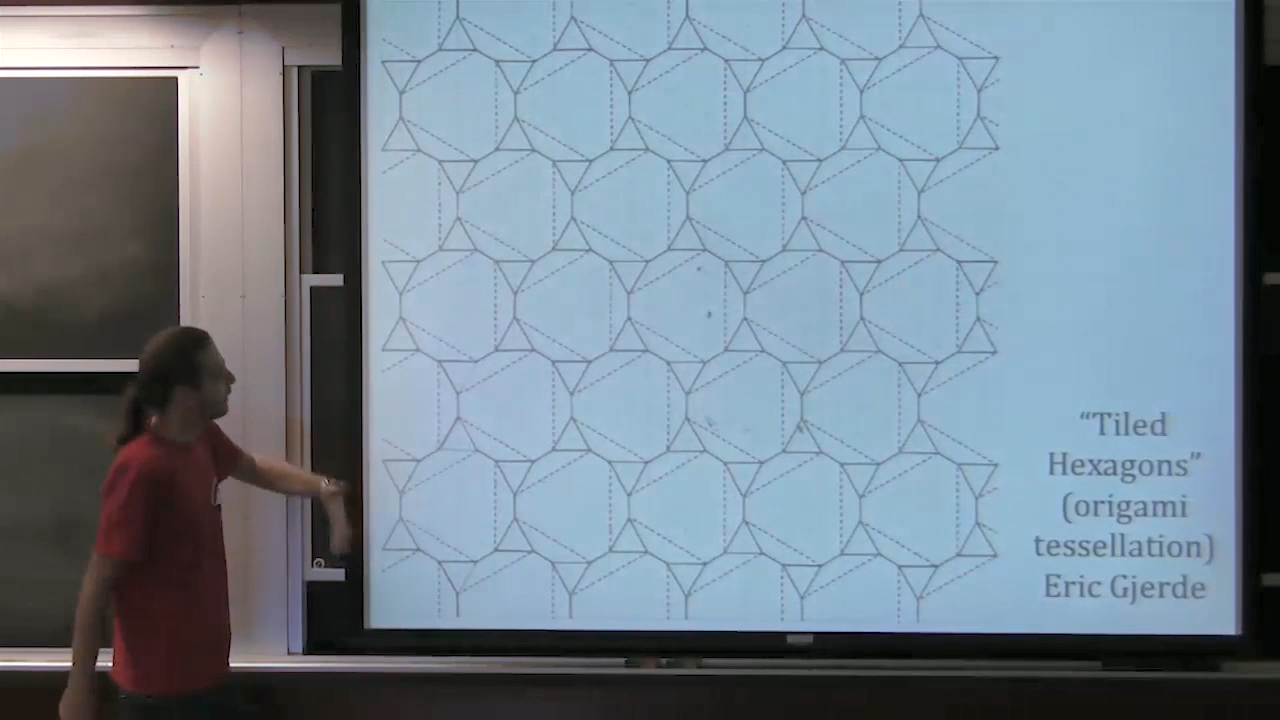 “Tiled
Hexagons”
(origami
tessellation)
Eric Gjerde